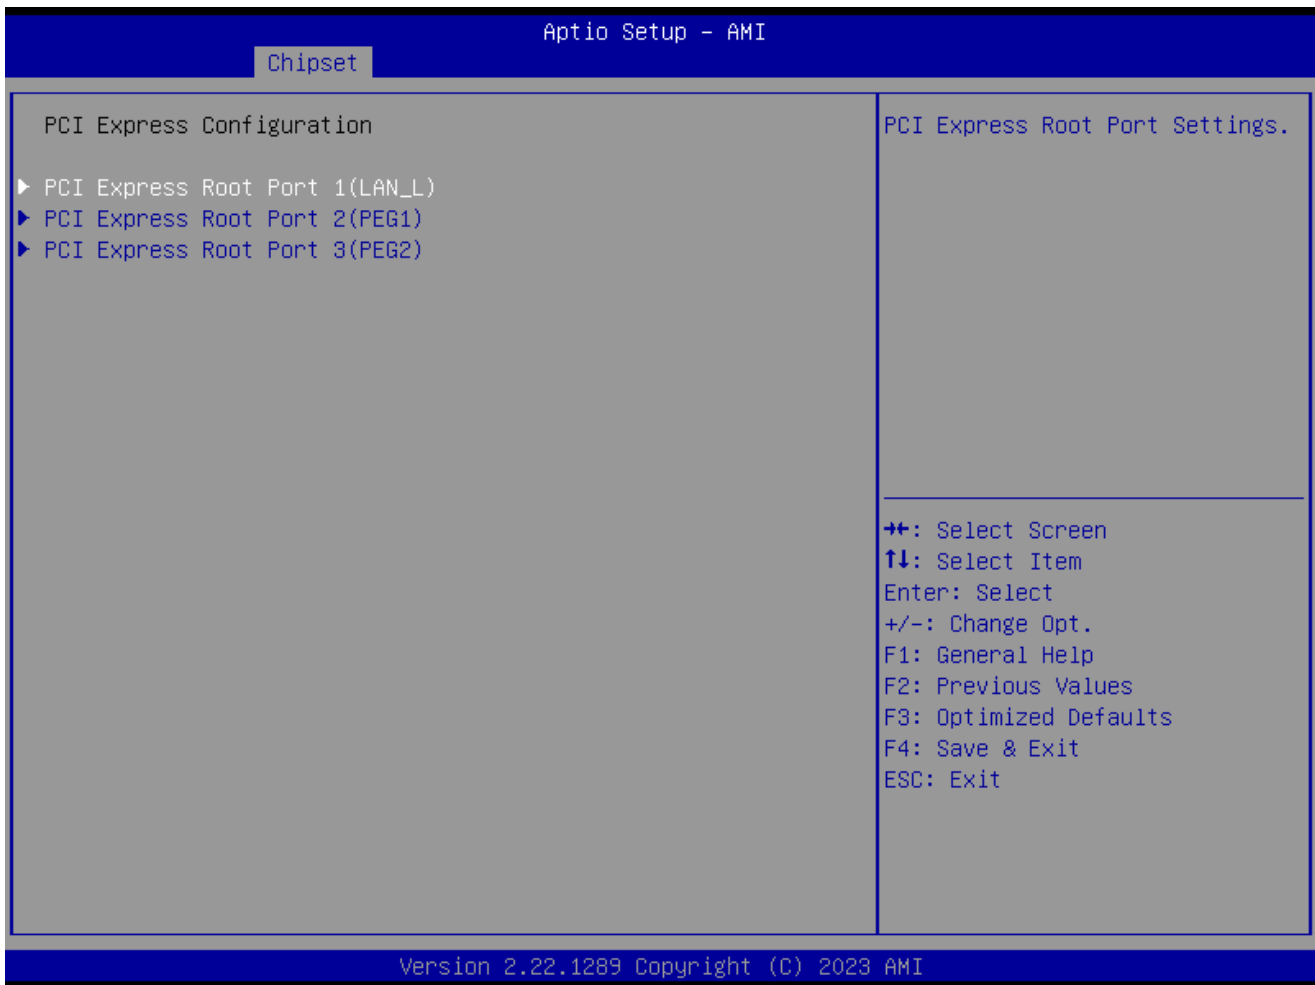 Aptio Setup – AMI
Chipset
PCI Express Configuration
▶ PCI Express Root Port 1(LAN_L)
▶ PCI Express Root Port 2(PEG1)
▶ PCI Express Root Port 3(PEG2)
PCI Express Root Port Settings.
→←: Select Screen
↑↓: Select Item
Enter: Select
+/-: Change Opt.
F1: General Help
F2: Previous Values
F3: Optimized Defaults
F4: Save & Exit
ESC: Exit
Version 2.22.1289 Copyright (C) 2023 AMI